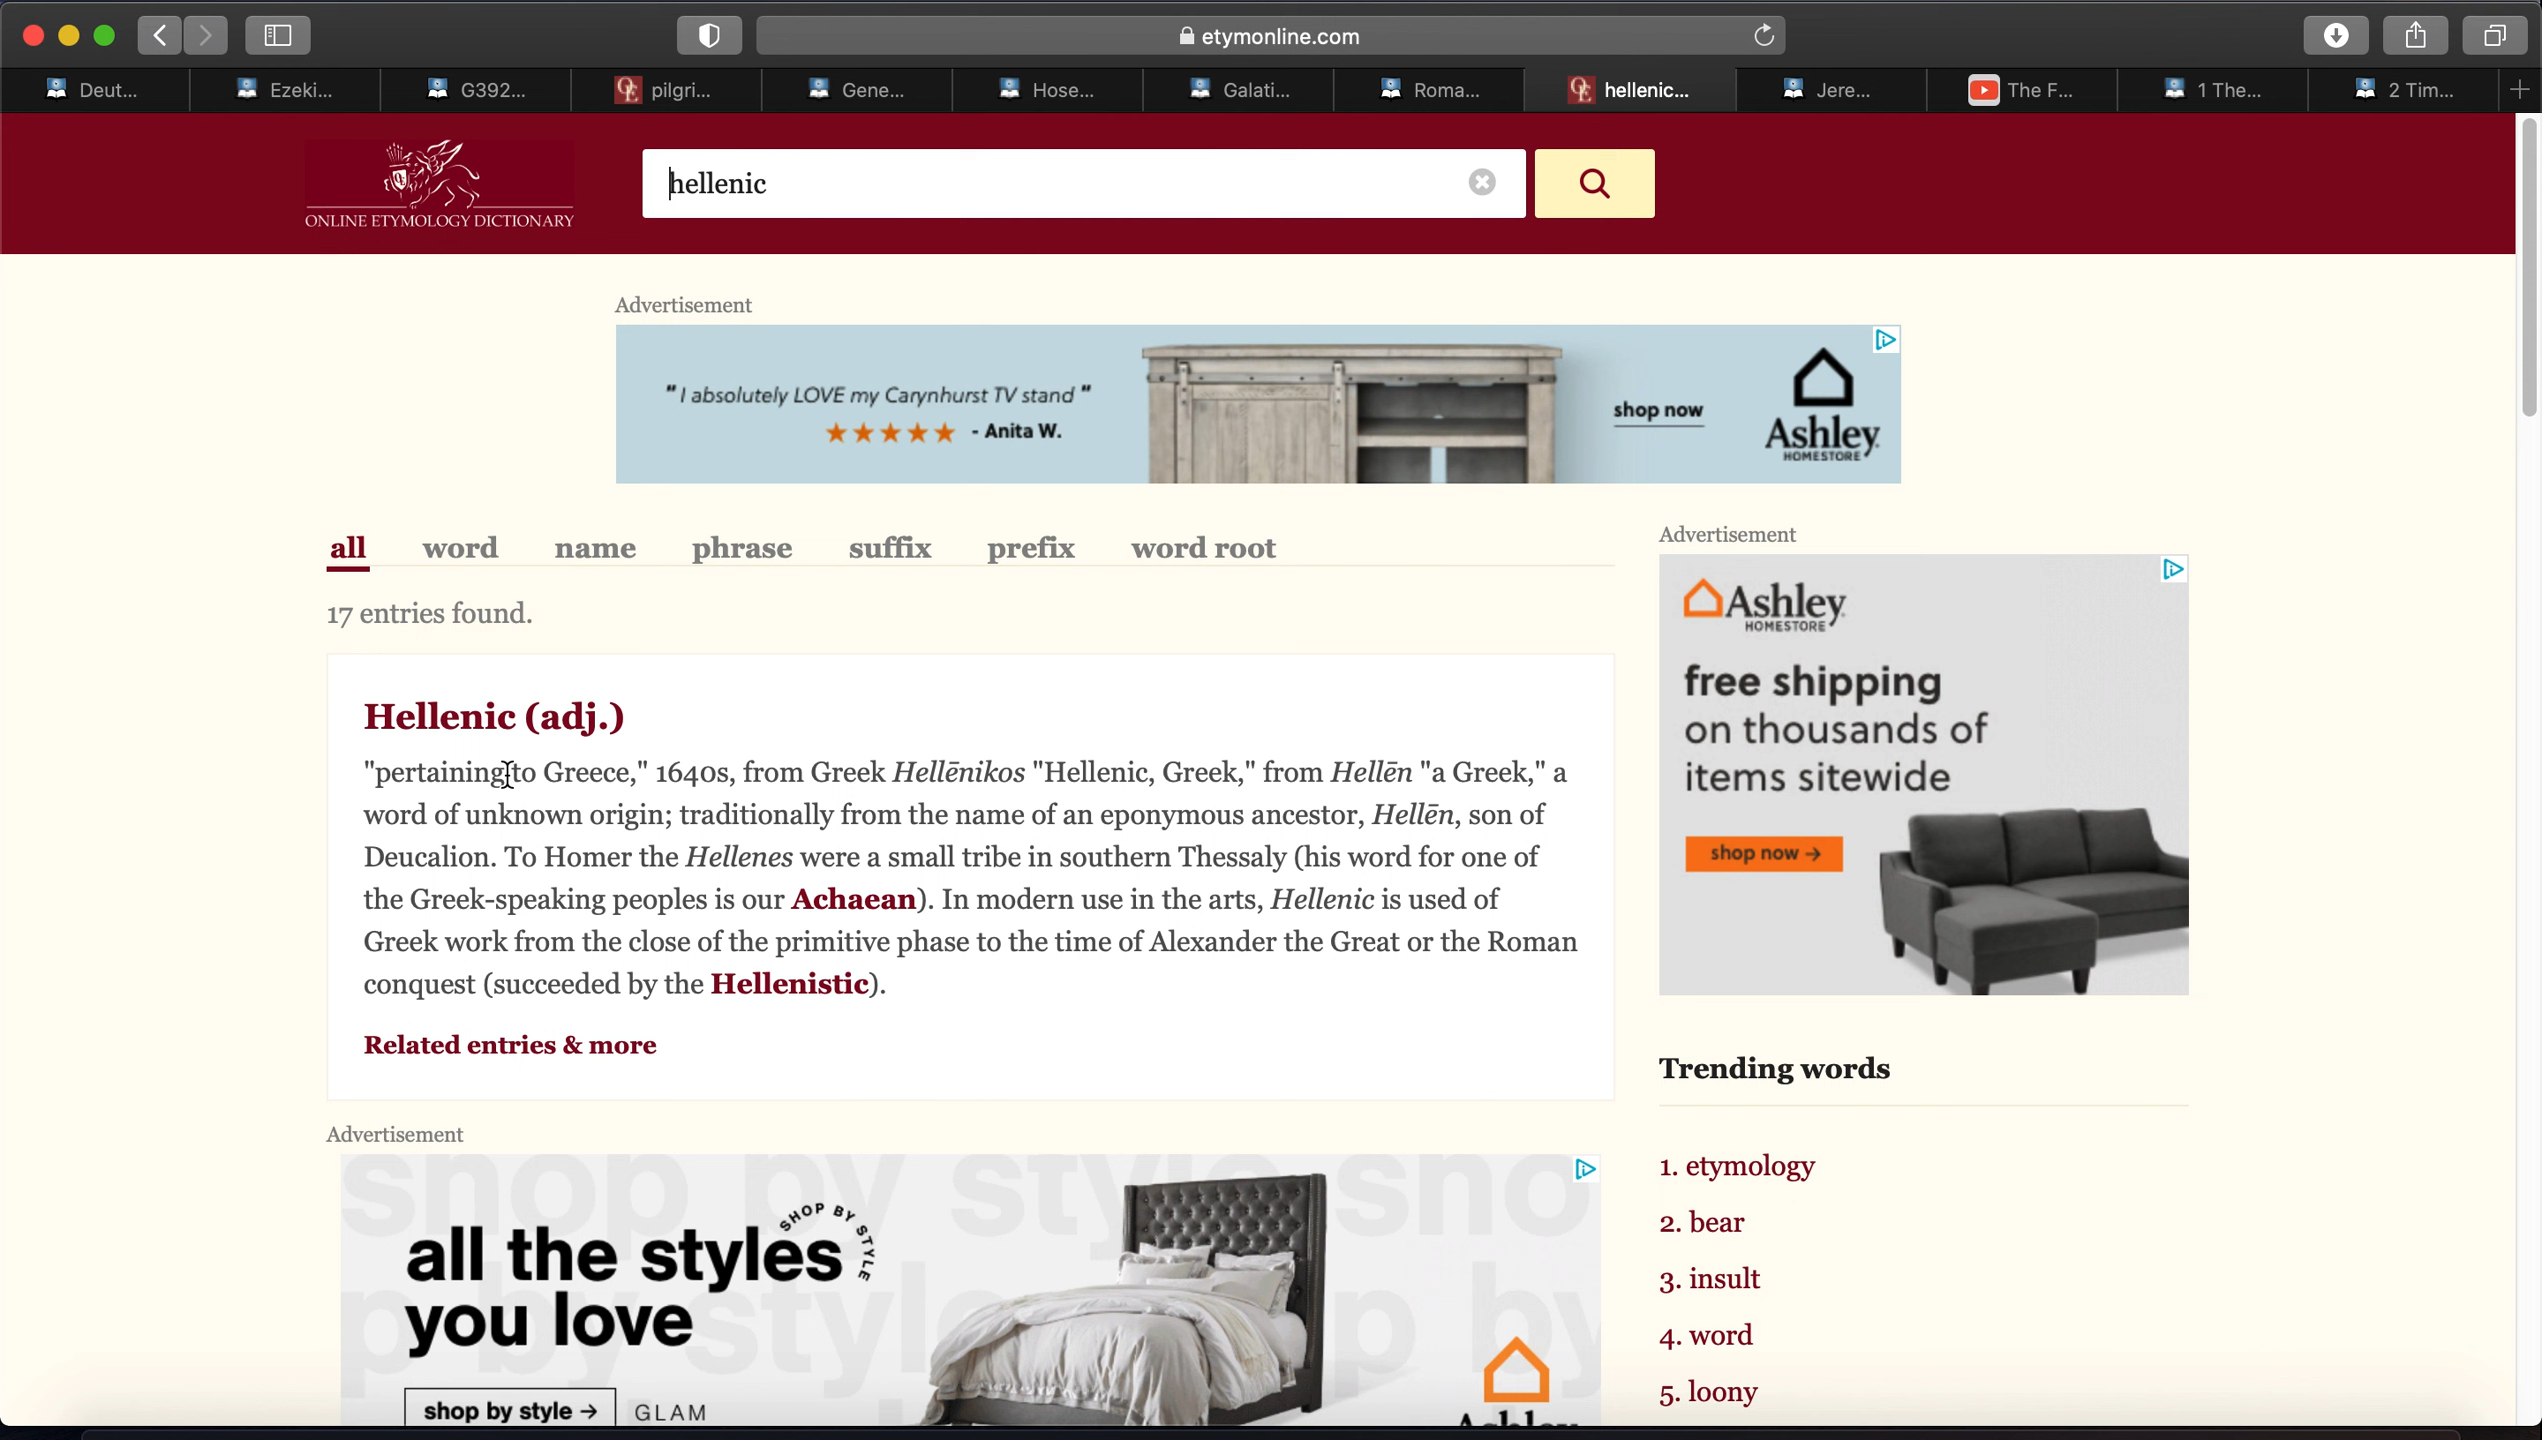 etymonline.com
Deut...
Ezeki...
G392...
pilgri...
Gene...
Hose...
Galati...
Roma...
hellenic...
Jere...
The F...
1 The...
2 Tim...
ONLINE ETYMOLOGY DICTIONARY
hellenic
Advertisement
"I absolutely LOVE my Carynhurst TV stand"
★★★★★ - Anita W.
shop now
Ashley
HOMESTORE
all word name phrase suffix prefix word root
17 entries found.
Hellenic (adj.)
"pertaining to Greece," 1640s, from Greek Hellēnikos "Hellenic, Greek," from Hellēn "a Greek," a
word of unknown origin; traditionally from the name of an eponymous ancestor, Hellēn, son of
Deucalion. To Homer the Hellenes were a small tribe in southern Thessaly (his word for one of
the Greek-speaking peoples is our Achaean). In modern use in the arts, Hellenic is used of
Greek work from the close of the primitive phase to the time of Alexander the Great or the Roman
conquest (succeeded by the Hellenistic).
Related entries & more
Advertisement
all the styles
you love
SHOP BY STYLE
shop by style →
GLAM
Ashley
Advertisement
Ashley
HOMESTORE
free shipping
on thousands of
items sitewide
shop now →
Trending words
1. etymology
2. bear
3. insult
4. word
5. loony